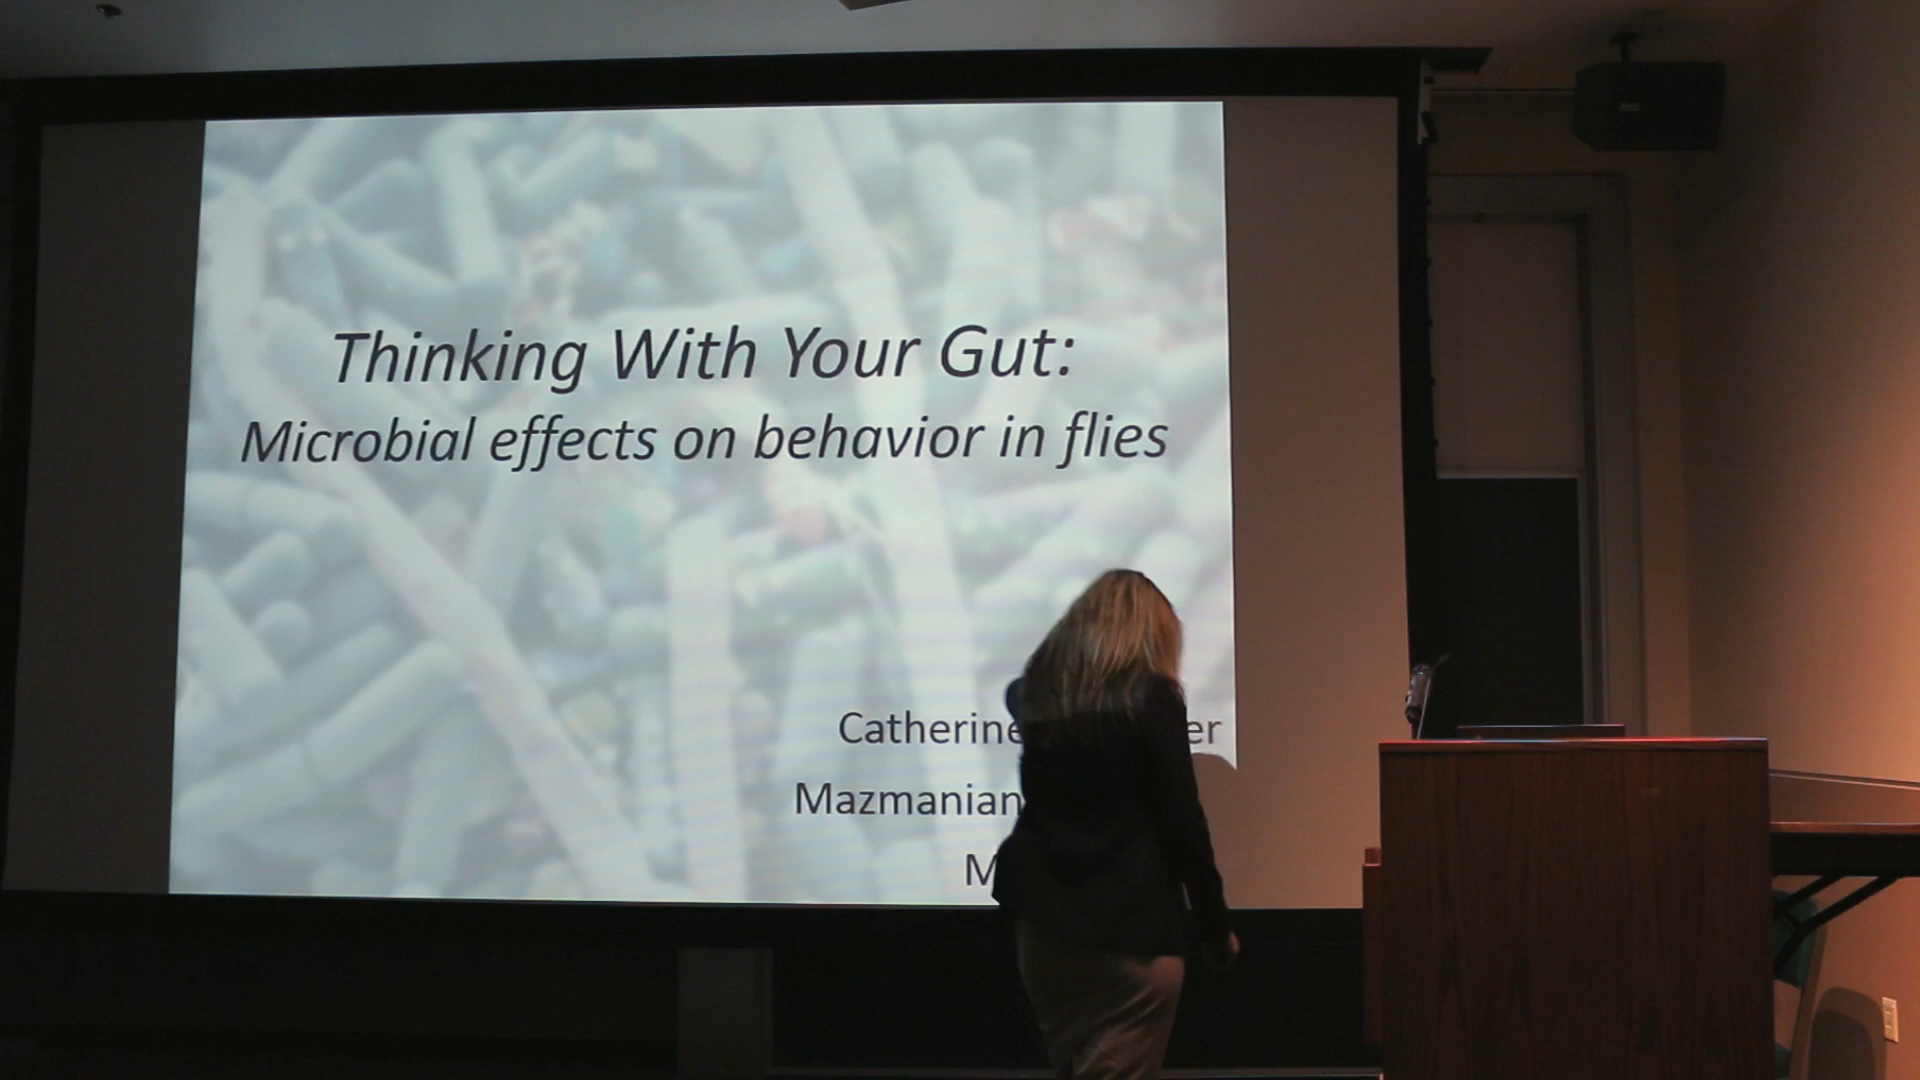 Thinking With Your Gut:
Microbial effects on behavior in flies
Catherine
Mazmanian